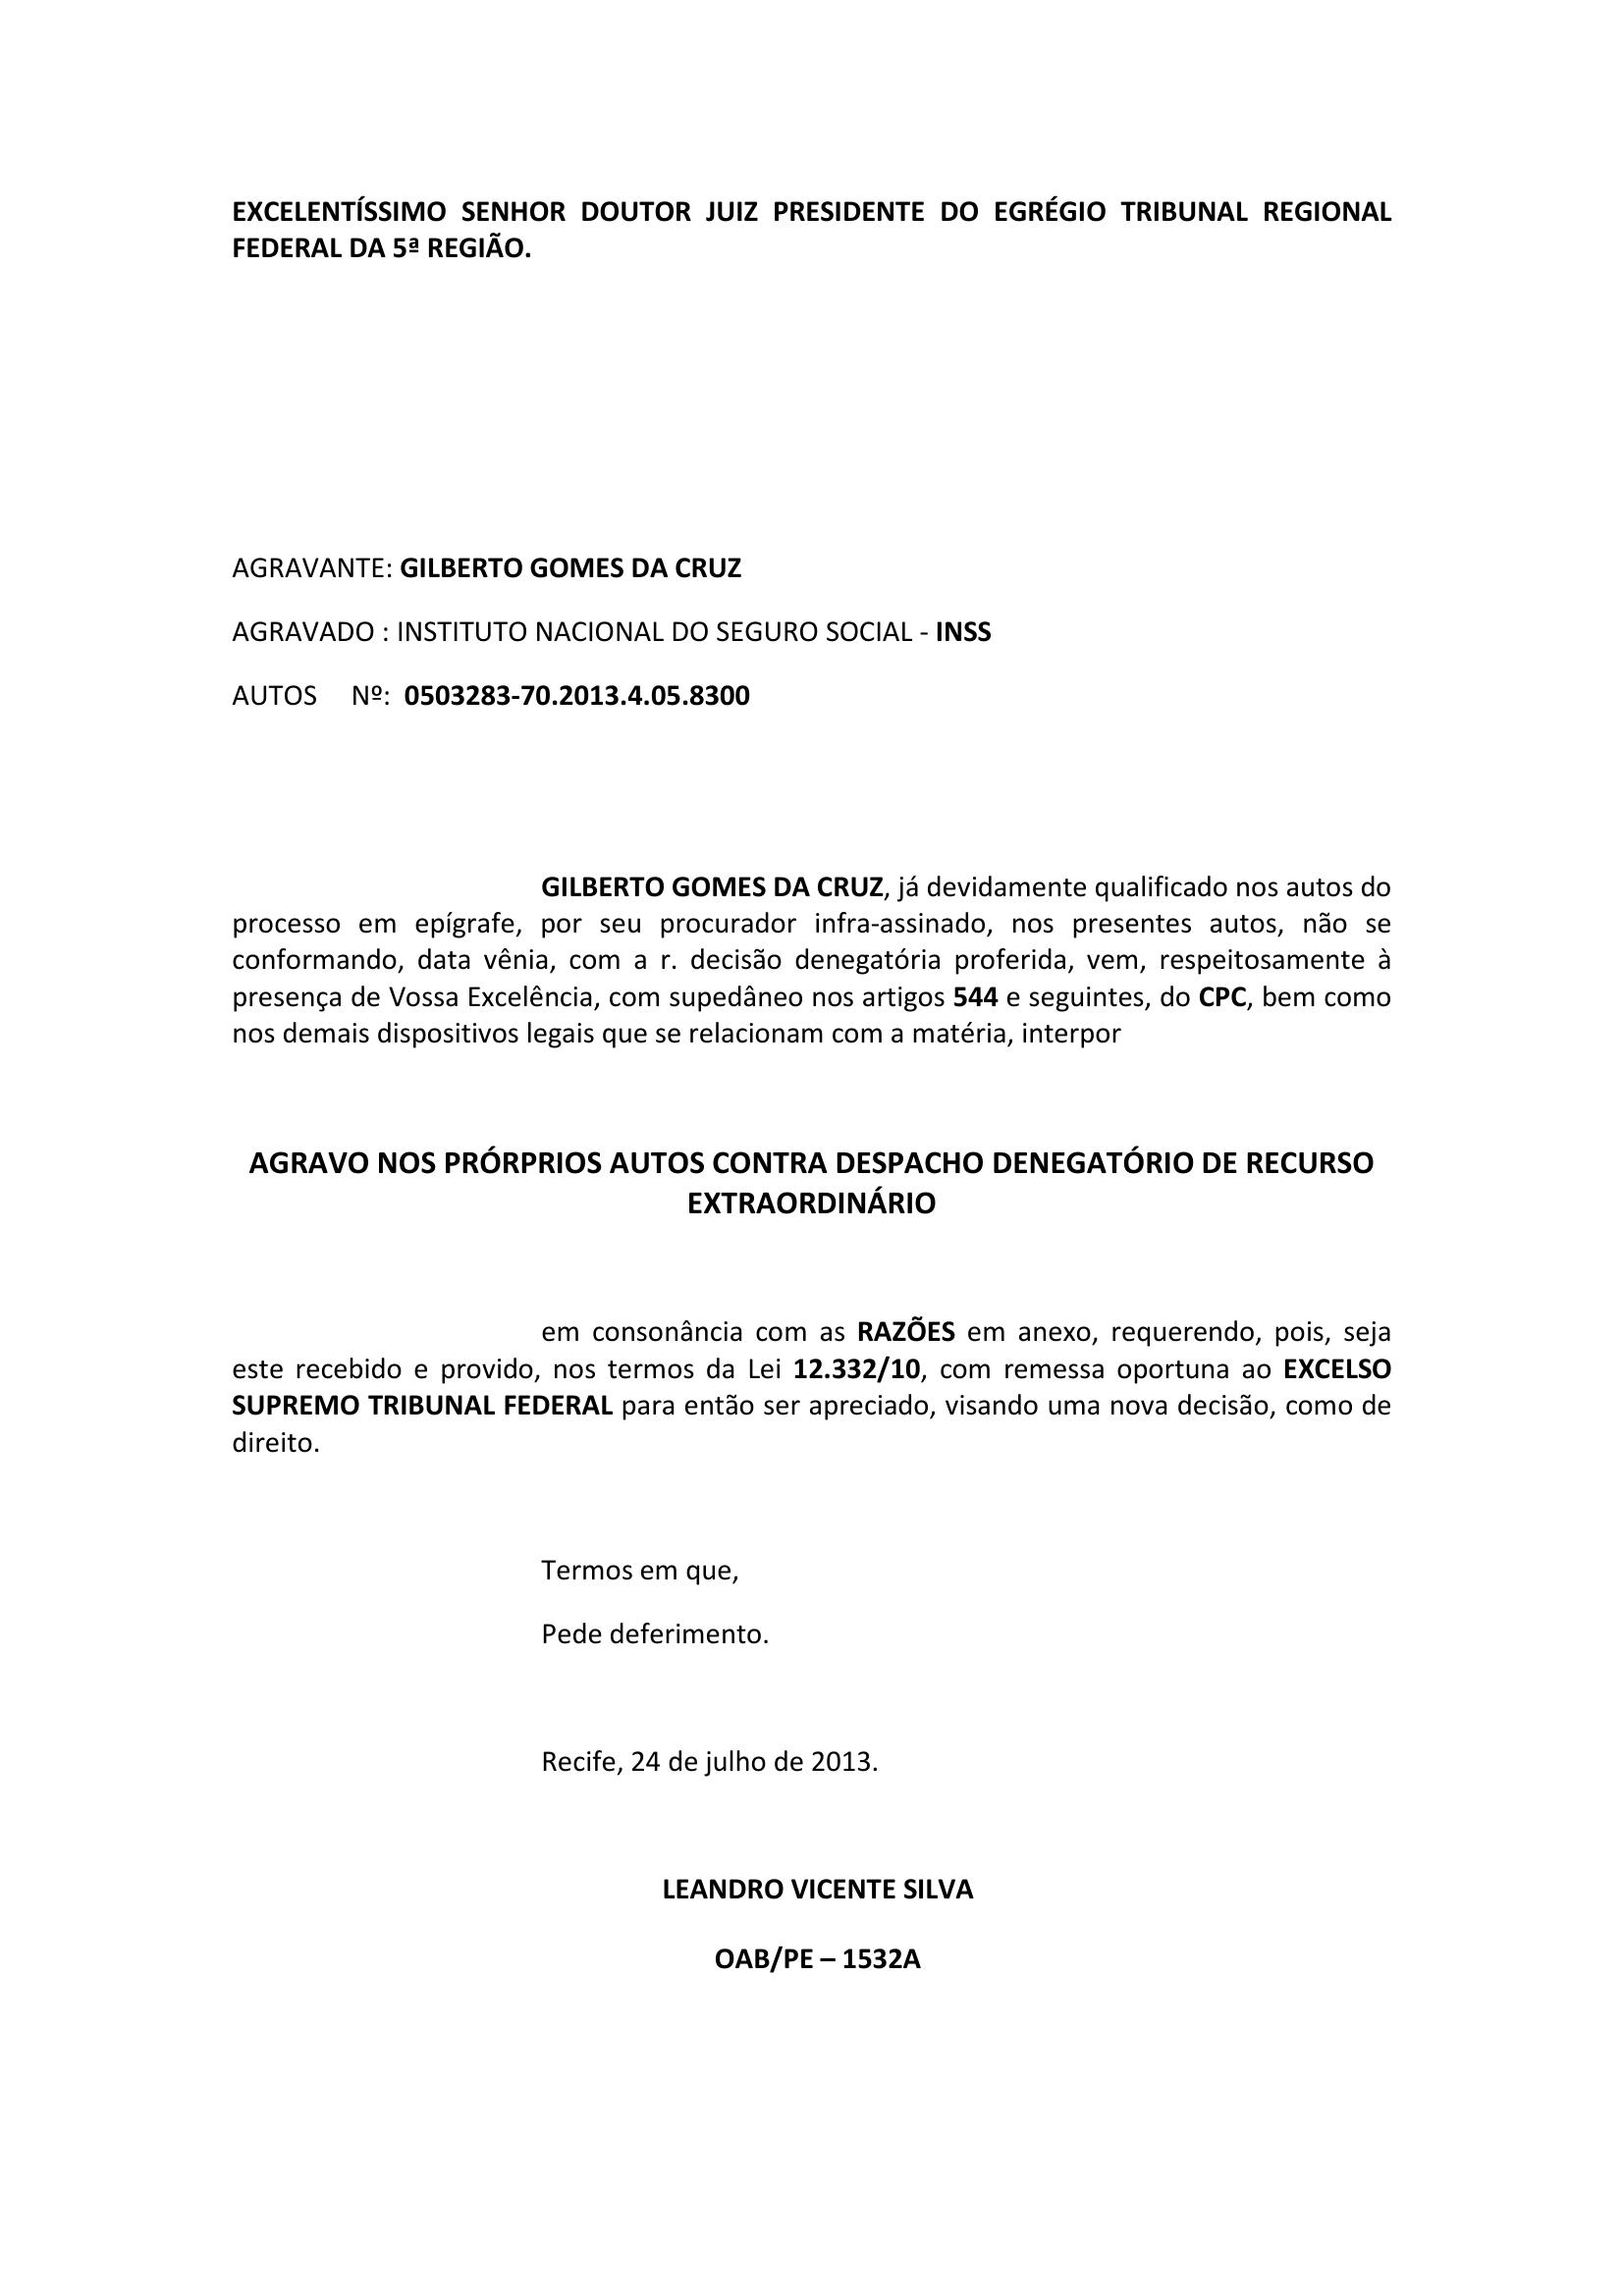 EXCELENTÍSSIMO SENHOR DOUTOR JUIZ PRESIDENTE DO EGRÉGIO TRIBUNAL REGIONAL
FEDERAL DA 5ª REGIÃO.
AGRAVANTE: GILBERTO GOMES DA CRUZ
AGRAVADO : INSTITUTO NACIONAL DO SEGURO SOCIAL - INSS
AUTOS Nº: 0503283-70.2013.4.05.8300
GILBERTO GOMES DA CRUZ, já devidamente qualificado nos autos do
processo em epígrafe, por seu procurador infra-assinado, nos presentes autos, não se
conformando, data vênia, com a r. decisão denegatória proferida, vem, respeitosamente à
presença de Vossa Excelência, com supedâneo nos artigos 544 e seguintes, do CPC, bem como
nos demais dispositivos legais que se relacionam com a matéria, interpor
AGRAVO NOS PRÓRPRIOS AUTOS CONTRA DESPACHO DENEGATÓRIO DE RECURSO
EXTRAORDINÁRIO
em consonância com as RAZÕES em anexo, requerendo, pois, seja
este recebido e provido, nos termos da Lei 12.332/10, com remessa oportuna ao EXCELSO
SUPREMO TRIBUNAL FEDERAL para então ser apreciado, visando uma nova decisão, como de
direito.
Termos em que,
Pede deferimento.
Recife, 24 de julho de 2013.
LEANDRO VICENTE SILVA
OAB/PE – 1532A